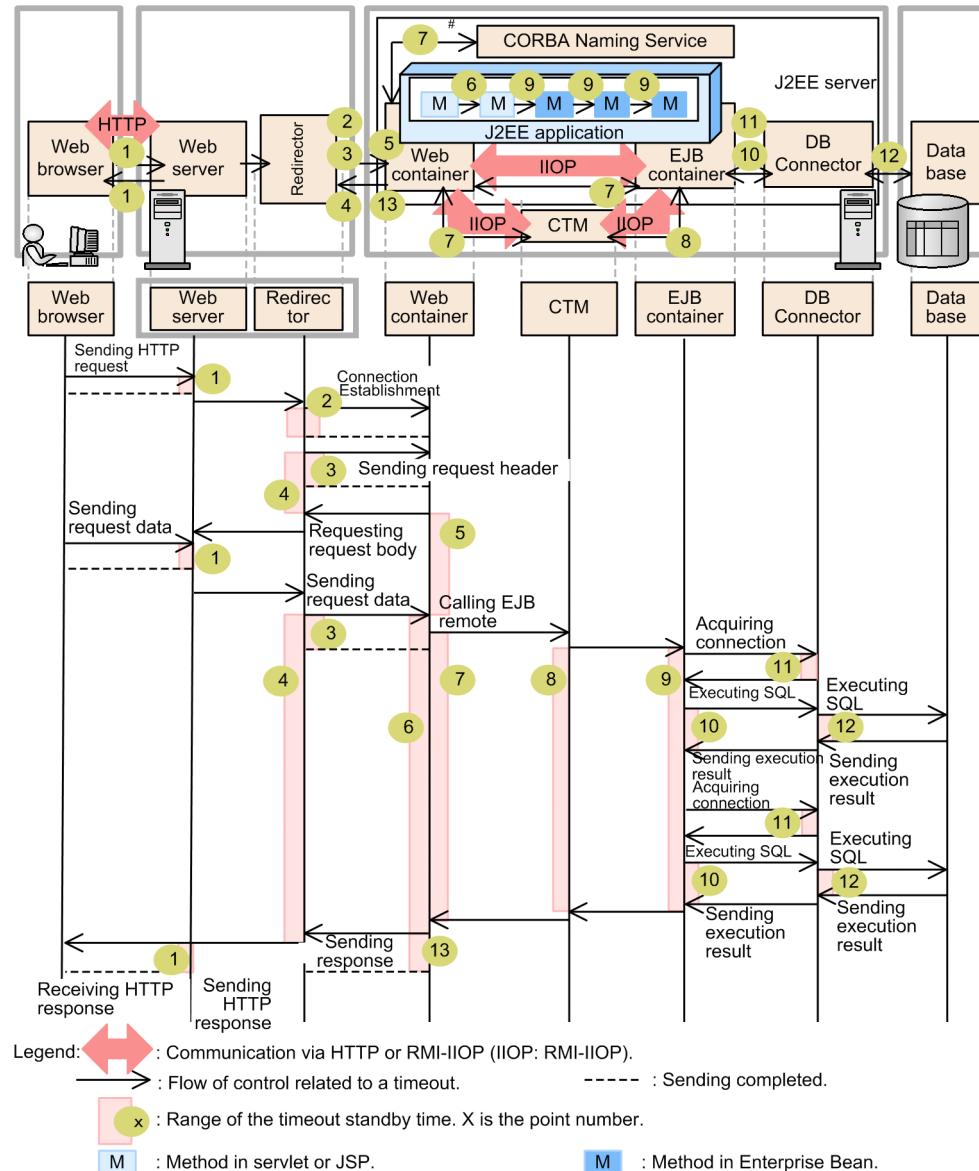 #
7
CORBA Naming Service
6
9
9
9
J2EE server
M
M
M
M
M
J2EE application
HTTP
1
1
Web
browser
Web
server
Redirector
2
3
4
5
13
Web
container
IIOP
7
EJB
container
11
10
DB
Connector
12
Data
base
IIOP
7
CTM
IIOP
8
Web
browser
Web
server
Redirec
tor
Web
container
CTM
EJB
container
DB
Connector
Data
base
Sending HTTP
request
1
Connection
Establishment
2
3
Sending request header
4
Sending
request data
Requesting
request body
5
1
Sending
request data
Calling EJB
remote
3
Acquiring
connection
11
4
7
8
9
Executing SQL
Executing
SQL
6
10
12
Sending execution
result
Sending
execution
result
Acquiring
connection
11
Executing SQL
Executing
SQL
10
12
Sending
execution
result
Sending
execution
result
1
Sending
response
13
Receiving HTTP
response
Sending
HTTP
response
Legend:
: Communication via HTTP or RMI-IIOP (IIOP: RMI-IIOP).
: Flow of control related to a timeout.
: Sending completed.
x
: Range of the timeout standby time. X is the point number.
M
: Method in servlet or JSP.
M
: Method in Enterprise Bean.